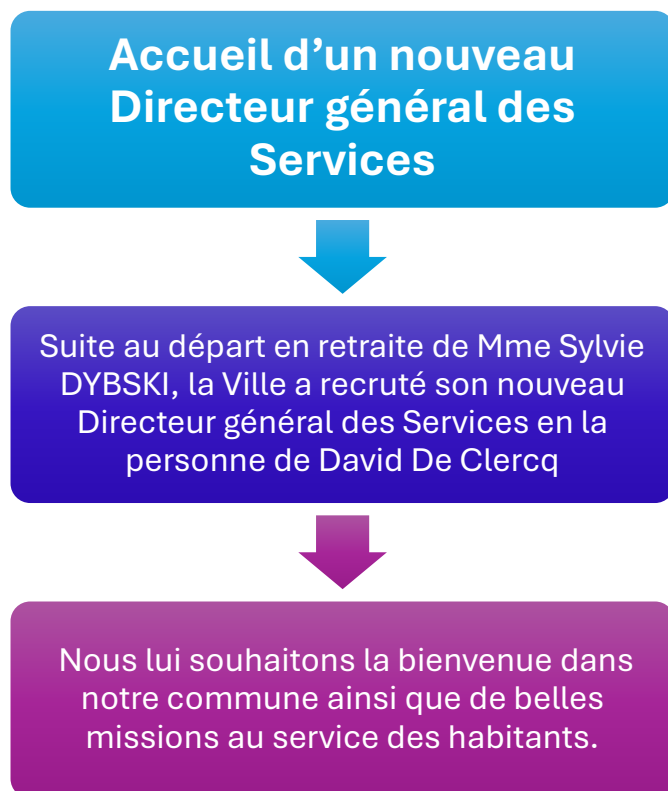 Accueil d’un nouveau
Directeur général des
Services
Suite au départ en retraite de Mme Sylvie
DYBSKI, la Ville a recruté son nouveau
Directeur général des Services en la
personne de David De Clercq
Nous lui souhaitons la bienvenue dans
notre commune ainsi que de belles
missions au service des habitants.